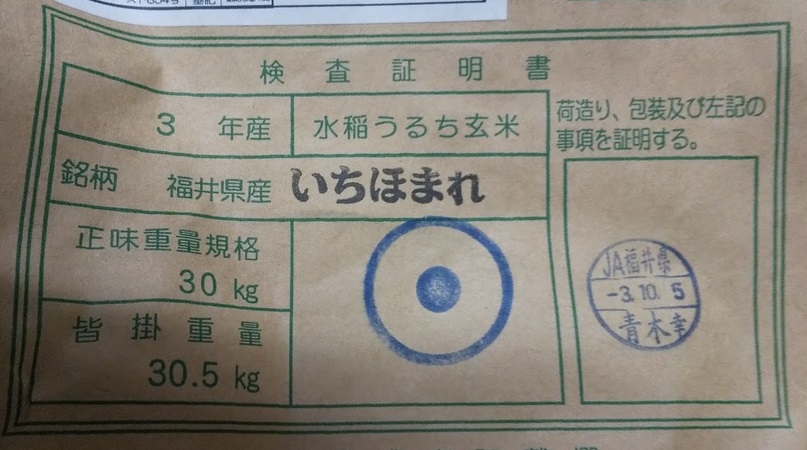 検査証明書
3 年産 水稲うるち玄米
荷造り、包装及び左記の
事項を証明する。
銘柄 福井県産 いちほまれ
正味重量規格
30 kg
皆掛重量
30.5 kg
JA福井県
-3.10.5
青木幸